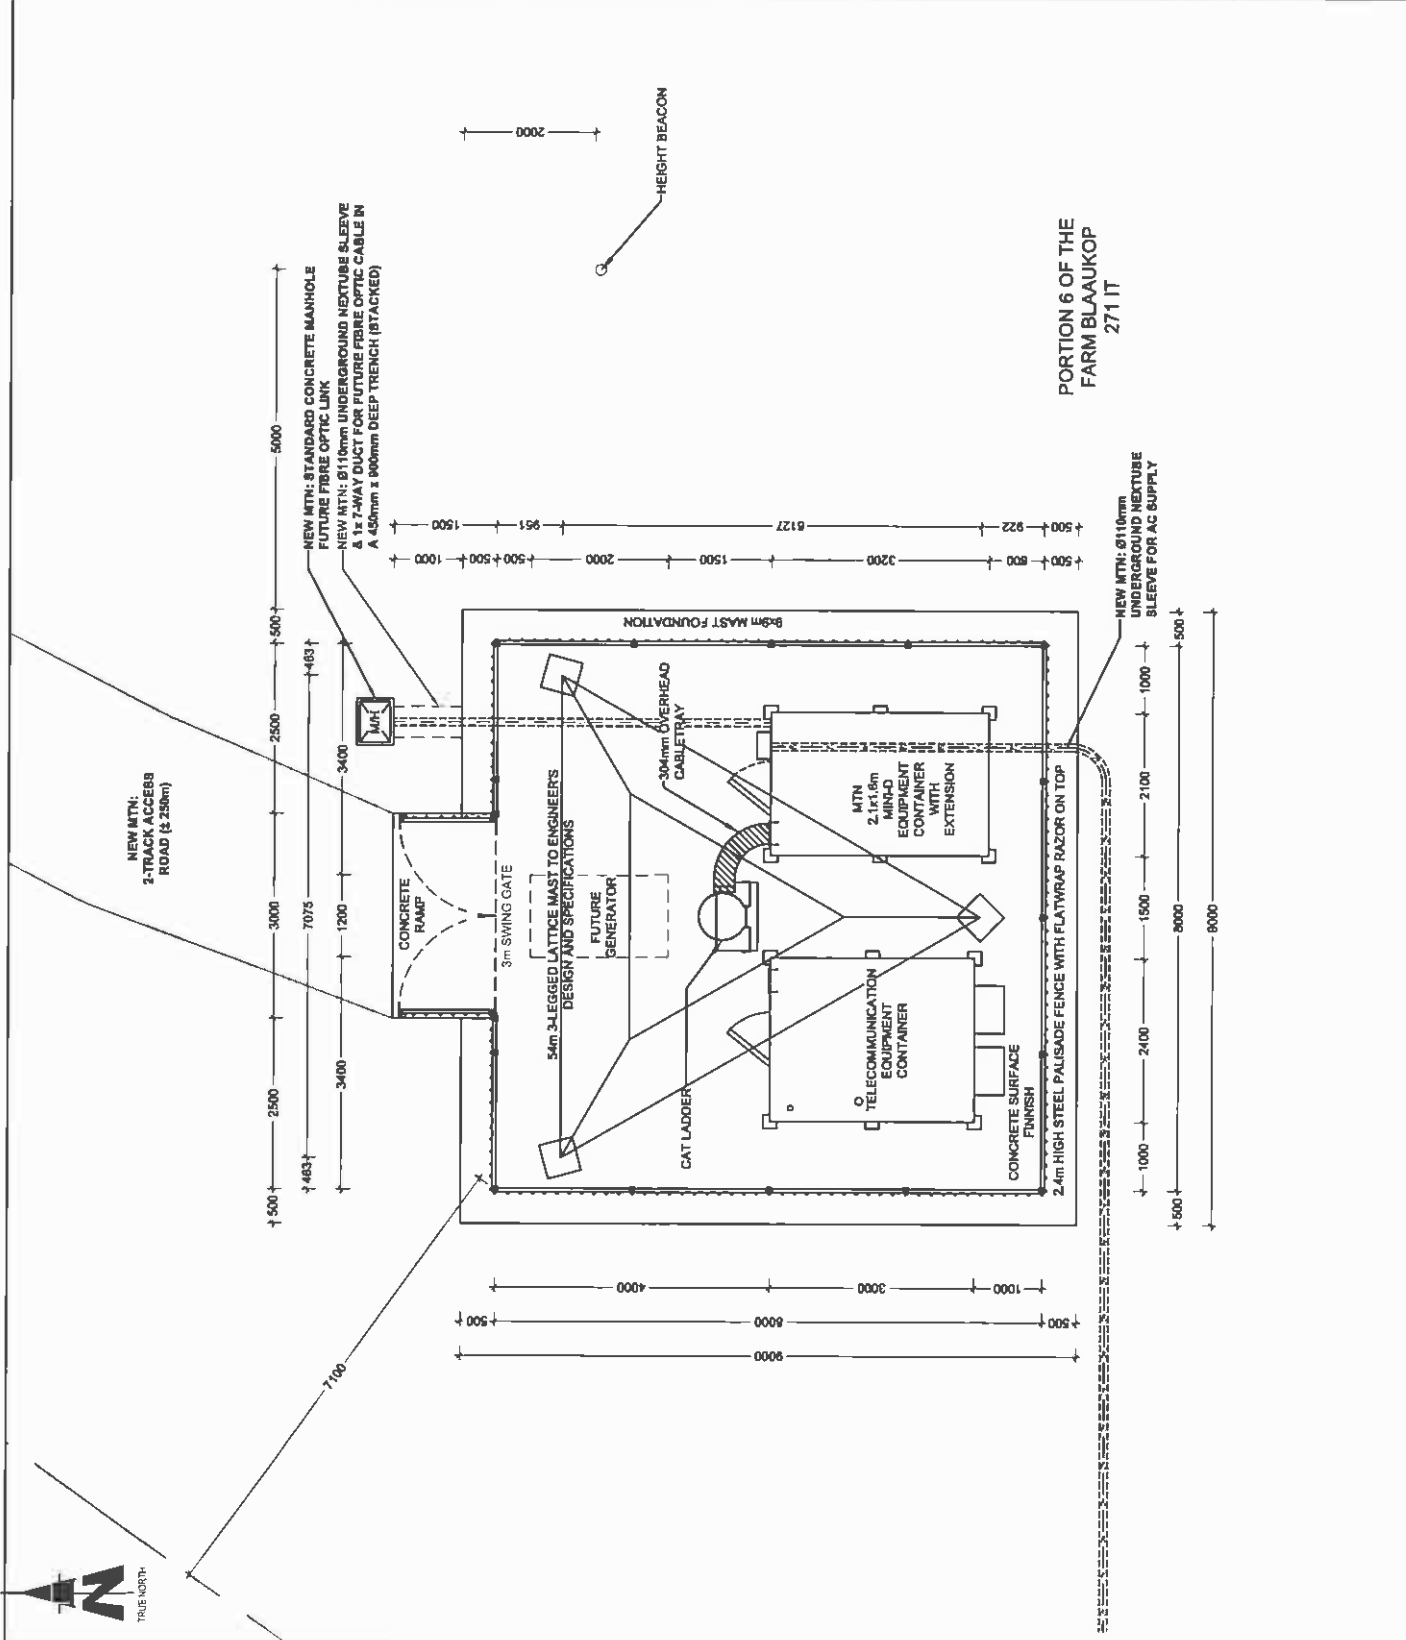 TRUE NORTH
N
NEW MTN:
2-TRACK ACCESS
ROAD (± 250m)
500
2500
3000
2500
500
5000
463
7075
463
3400
1200
3400
NEW MTN: STANDARD CONCRETE MANHOLE
FUTURE FIBRE OPTIC LINK
NEW MTN: Ø110mm UNDERGROUND NEXTUBE SLEEVE
& 1x 7-WAY DUCT FOR FUTURE FIBRE OPTIC CABLE IN
A 450mm x 900mm DEEP TRENCH (STACKED)
2000
HEIGHT BEACON
7100
M/H
CONCRETE
RAMP
3m SWING GATE
54m 3-LEGGED LATTICE MAST TO ENGINEER'S
DESIGN AND SPECIFICATIONS
FUTURE
GENERATOR
304mm OVERHEAD
CABLETRAY
9x9m MAST FOUNDATION
CAT LADDER
TELECOMMUNICATION
EQUIPMENT
CONTAINER
MTN
2.1x1.6m
MINI-D
EQUIPMENT
CONTAINER
WITH
EXTENSION
CONCRETE SURFACE
FINNISH
2.4m HIGH STEEL PALISADE FENCE WITH FLATWRAP RAZOR ON TOP
1500
951
6127
922
500
1000
500
500
2000
1500
3200
800
500
4000
3000
1000
500
8000
500
9000
1000
2400
1500
2100
1000
500
8000
500
9000
NEW MTN: Ø110mm
UNDERGROUND NEXTUBE
SLEEVE FOR AC SUPPLY
PORTION 6 OF THE
FARM BLAAUKOP
271 IT